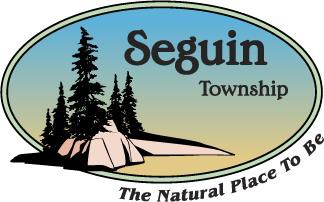 Seguin
Township
The Natural Place To Be